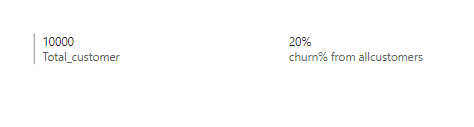 10000
Total_customer
20%
churn% from allcustomers